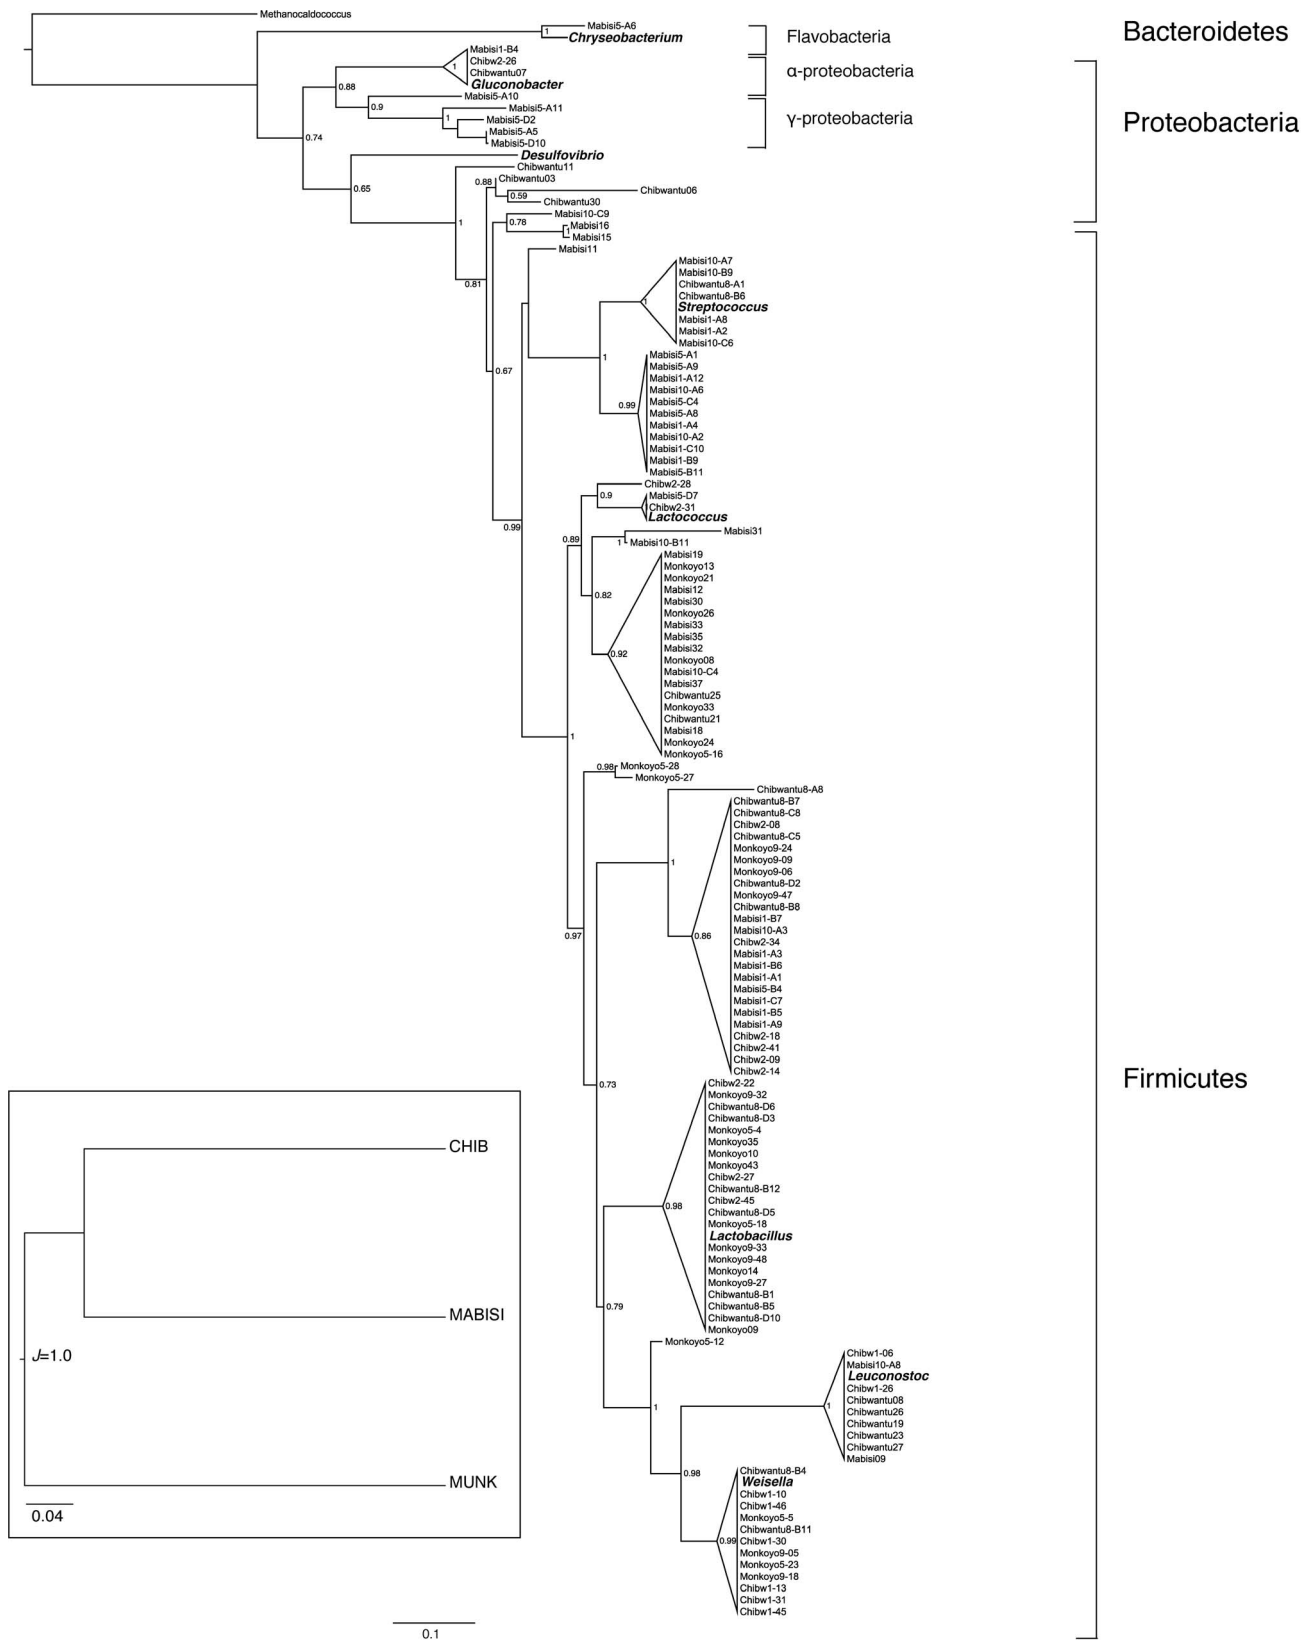 Methanocaldococcus
Bacteroidetes
Mabisi5-A6
1
Chryseobacterium
Flavobacteria
Mabisi1-B4
Chibw2-26
1
Chibwantu07
α-proteobacteria
Gluconobacter
0.88
Mabisi5-A10
0.9
Mabisi5-A11
1
Mabisi5-D2
γ-proteobacteria
Proteobacteria
Mabisi5-A5
0.74
Mabisi5-D10
Desulfovibrio
Chibwantu11
Chibwantu03
0.88
0.65
Chibwantu06
0.59
Chibwantu30
Mabisi10-C9
1
0.78
Mabisi16
1
Mabisi15
Mabisi11
Mabisi10-A7
Mabisi10-B9
0.81
Chibwantu8-A1
Chibwantu8-B6
1
Streptococcus
Mabisi1-A8
Mabisi1-A2
Mabisi10-C6
Mabisi5-A1
1
Mabisi5-A9
0.67
Mabisi1-A12
Mabisi10-A6
Mabisi5-C4
0.99
Mabisi5-A8
Mabisi1-A4
Mabisi10-A2
Mabisi1-C10
Mabisi1-B9
Mabisi5-B11
Chibw2-28
0.9
Mabisi5-D7
Chibw2-31
Lactococcus
0.99
Mabisi31
0.89
1
Mabisi10-B11
Mabisi19
Monkoyo13
Monkoyo21
Mabisi12
0.82
Mabisi30
Monkoyo26
Mabisi33
Mabisi35
Mabisi32
0.92
Monkoyo08
Mabisi10-C4
Mabisi37
Chibwantu25
Monkoyo33
Chibwantu21
Mabisi18
1
Monkoyo24
Monkoyo5-16
0.98
Monkoyo5-28
Monkoyo5-27
Chibwantu8-A8
Chibwantu8-B7
Chibwantu8-C8
Chibw2-08
Chibwantu8-C5
Monkoyo9-24
1
Monkoyo9-09
Monkoyo9-06
Chibwantu8-D2
Monkoyo9-47
Chibwantu8-B8
Mabisi1-B7
Mabisi10-A3
0.97
0.86
Chibw2-34
Mabisi1-A3
Mabisi1-B6
Mabisi1-A1
Mabisi5-B4
Mabisi1-C7
Mabisi1-B5
Mabisi1-A9
Chibw2-18
Chibw2-41
Chibw2-09
Chibw2-14
Firmicutes
0.73
Chibw2-22
Monkoyo9-32
Chibwantu8-D6
Chibwantu8-D3
Monkoyo5-4
Monkoyo35
Monkoyo10
Monkoyo43
Chibw2-27
Chibwantu8-B12
Chibw2-45
0.98
Chibwantu8-D5
Monkoyo5-18
Lactobacillus
Monkoyo9-33
Monkoyo9-48
Monkoyo14
Monkoyo9-27
Chibwantu8-B1
0.79
Chibwantu8-B5
Chibwantu8-D10
Monkoyo09
Monkoyo5-12
Chibw1-06
Mabisi10-A8
Leuconostoc
Chibw1-26
1
Chibwantu08
1
Chibwantu26
Chibwantu19
Chibwantu23
Chibwantu27
Mabisi09
0.98
Chibwantu8-B4
Weisella
Chibw1-10
Chibw1-46
Monkoyo5-5
Chibwantu8-B11
0.99
Chibw1-30
Monkoyo9-05
Monkoyo5-23
Monkoyo9-18
Chibw1-13
Chibw1-31
Chibw1-45
0.1
CHIB
MABISI
J=1.0
MUNK
0.04